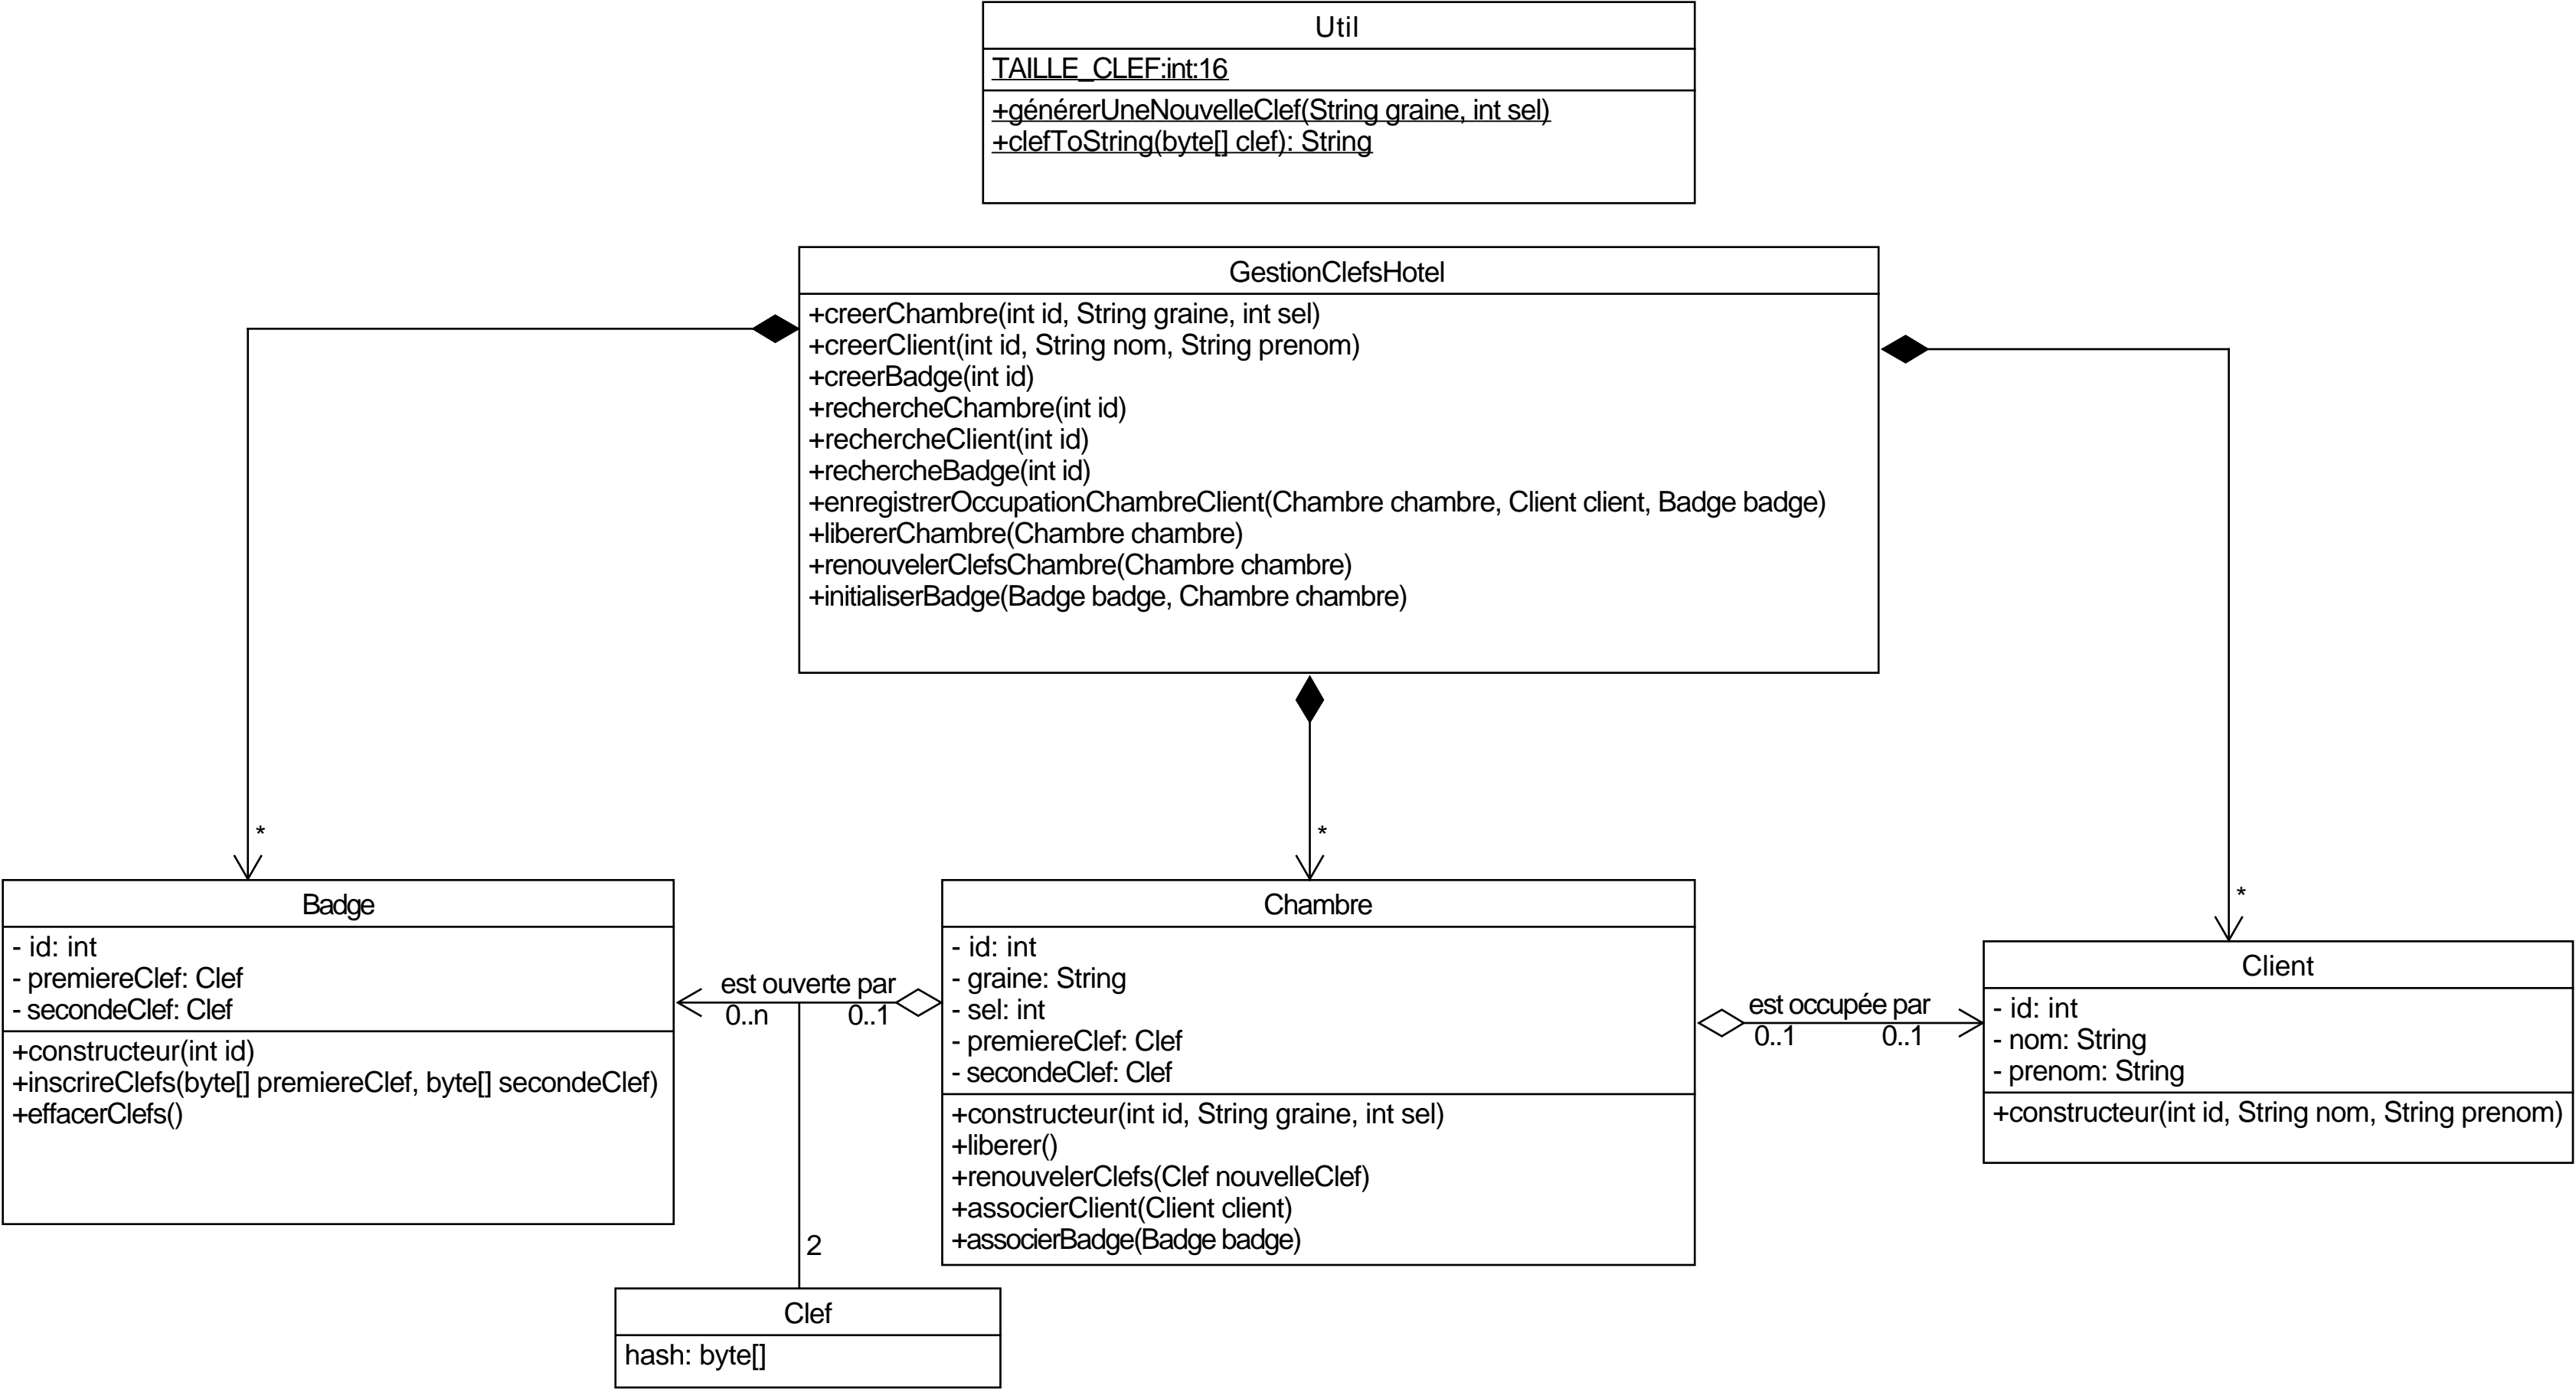 Util
TAILLE_CLEF:int:16
+générerUneNouvelleClef(String graine, int sel)
+clefToString(byte[] clef): String
GestionClefsHotel
+creerChambre(int id, String graine, int sel)
+creerClient(int id, String nom, String prenom)
+creerBadge(int id)
+rechercheChambre(int id)
+rechercheClient(int id)
+rechercheBadge(int id)
+enregistrerOccupationChambreClient(Chambre chambre, Client client, Badge badge)
+libererChambre(Chambre chambre)
+renouvelerClefsChambre(Chambre chambre)
+initialiserBadge(Badge badge, Chambre chambre)
*
*
*
Badge
- id: int
- premiereClef: Clef
- secondeClef: Clef
+constructeur(int id)
+inscrireClefs(byte[] premiereClef, byte[] secondeClef)
+effacerClefs()
est ouverte par
0..n
0..1
Chambre
- id: int
- graine: String
- sel: int
- premiereClef: Clef
- secondeClef: Clef
+constructeur(int id, String graine, int sel)
+liberer()
+renouvelerClefs(Clef nouvelleClef)
+associerClient(Client client)
+associerBadge(Badge badge)
est occupée par
0..1
0..1
Client
- id: int
- nom: String
- prenom: String
+constructeur(int id, String nom, String prenom)
2
Clef
hash: byte[]